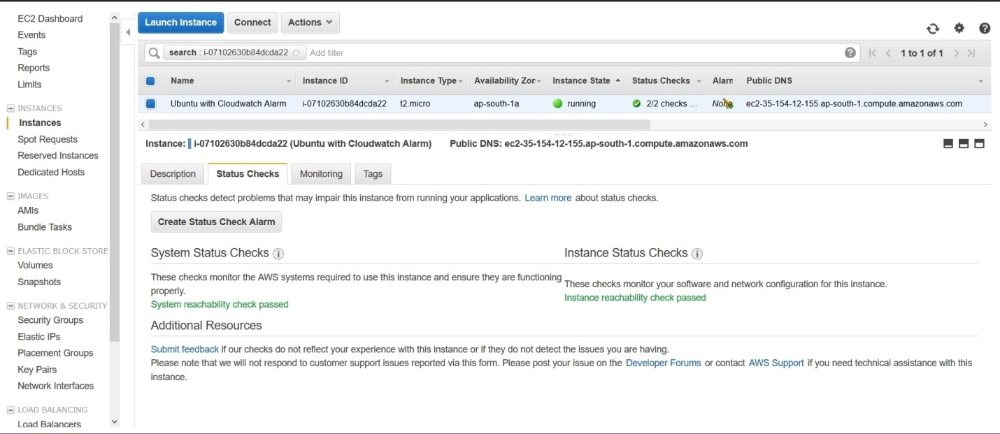 EC2 Dashboard
Events
Tags
Reports
Limits
INSTANCES
Instances
Spot Requests
Reserved Instances
Dedicated Hosts
IMAGES
AMIs
Bundle Tasks
ELASTIC BLOCK STORE
Volumes
Snapshots
NETWORK & SECURITY
Security Groups
Elastic IPs
Placement Groups
Key Pairs
Network Interfaces
LOAD BALANCING
Load Balancers
Launch Instance Connect Actions
search : i-07102630b84dcda22 Add filter 1 to 1 of 1
Name Instance ID Instance Type Availability Zor Instance State Status Checks Alarn Public DNS
Ubuntu with Cloudwatch Alarm i-07102630b84dcda22 t2.micro ap-south-1a running 2/2 checks ... None ec2-35-154-12-155.ap-south-1.compute.amazonaws.com
Instance: i-07102630b84dcda22 (Ubuntu with Cloudwatch Alarm) Public DNS: ec2-35-154-12-155.ap-south-1.compute.amazonaws.com
Description Status Checks Monitoring Tags
Status checks detect problems that may impair this instance from running your applications. Learn more about status checks.
Create Status Check Alarm
System Status Checks
These checks monitor the AWS systems required to use this instance and ensure they are functioning
properly.
System reachability check passed
Instance Status Checks
These checks monitor your software and network configuration for this instance.
Instance reachability check passed
Additional Resources
Submit feedback if our checks do not reflect your experience with this instance or if they do not detect the issues you are having.
Please note that we will not respond to customer support issues reported via this form. Please post your issue on the Developer Forums or contact AWS Support if you need technical assistance with this
instance.